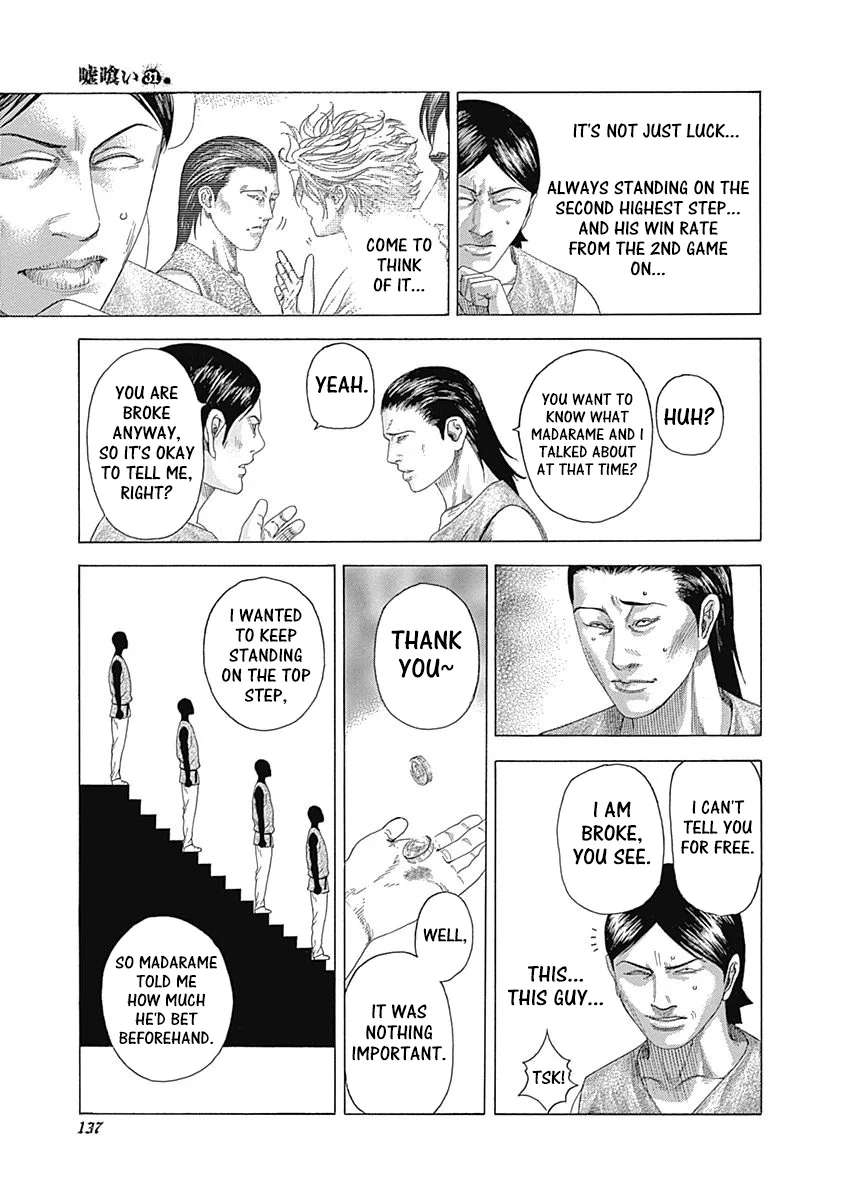 嘘喰い 31
IT'S NOT JUST LUCK...
ALWAYS STANDING ON THE
SECOND HIGHEST STEP...
AND HIS WIN RATE
FROM THE 2ND GAME
ON...
COME TO
THINK
OF IT...
HUH?
YOU WANT TO
KNOW WHAT
MADARAME AND I
TALKED ABOUT
AT THAT TIME?
YEAH.
YOU ARE
BROKE
ANYWAY,
SO IT'S OKAY
TO TELL ME,
RIGHT?
I CAN'T
TELL YOU
FOR FREE.
I AM
BROKE,
YOU SEE.
THIS...
THIS GUY...
TSK!
THANK
YOU~
WELL,
IT WAS
NOTHING
IMPORTANT.
I WANTED
TO KEEP
STANDING
ON THE TOP
STEP,
SO MADARAME
TOLD ME
HOW MUCH
HE'D BET
BEFOREHAND.
137